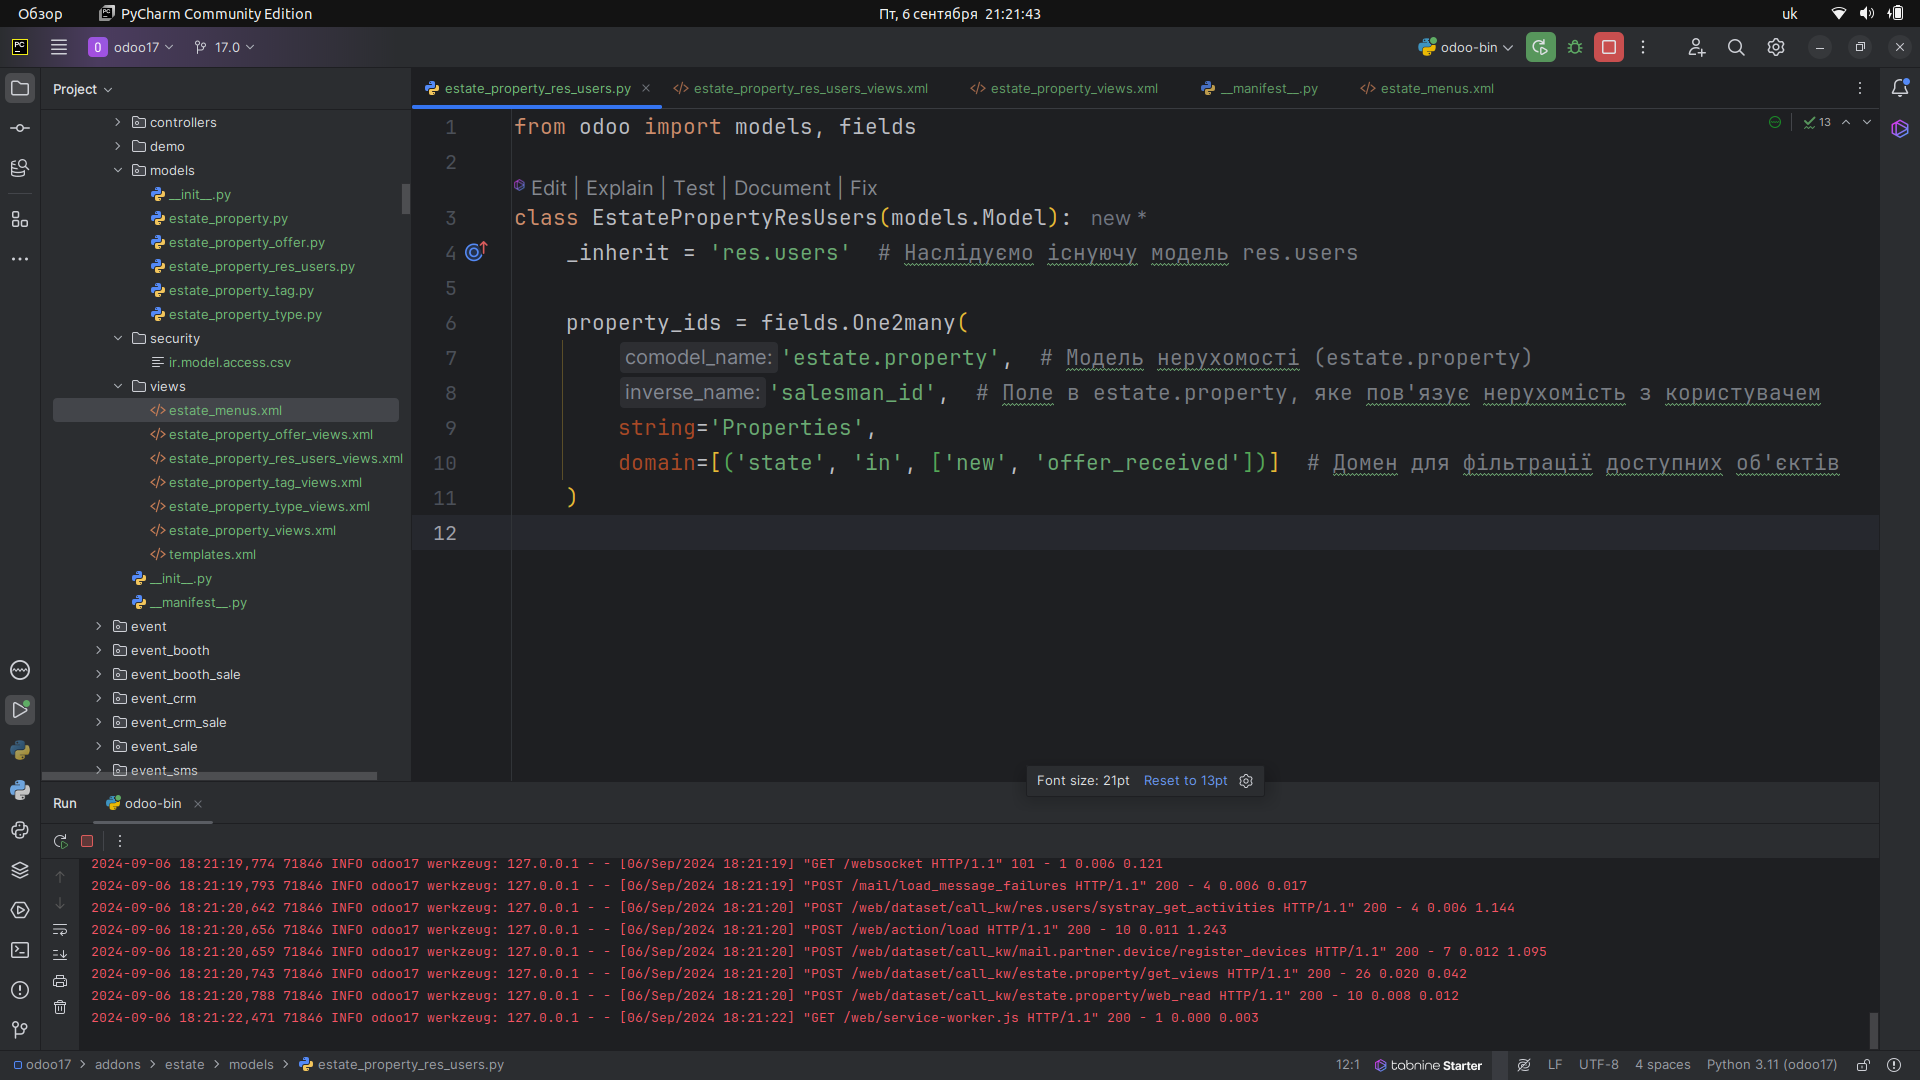 Обзор
PyCharm Community Edition
Пт, 6 сентября 21:21:43
uk
PC
O
odoo17
17.0
odoo-bin
Project
controllers
demo
models
__init__.py
estate_property.py
estate_property_offer.py
estate_property_res_users.py
estate_property_tag.py
estate_property_type.py
security
ir.model.access.csv
views
estate_menus.xml
estate_property_offer_views.xml
estate_property_res_users_views.xml
estate_property_tag_views.xml
estate_property_type_views.xml
estate_property_views.xml
templates.xml
__init__.py
__manifest__.py
event
event_booth
event_booth_sale
event_crm
event_crm_sale
event_sale
event_sms
estate_property_res_users.py
estate_property_res_users_views.xml
estate_property_views.xml
__manifest__.py
estate_menus.xml
13
1 from odoo import models, fields
2
Edit | Explain | Test | Document | Fix
3 class EstatePropertyResUsers(models.Model): new *
4 _inherit = 'res.users' # Наслідуємо існуючу модель res.users
5
6 property_ids = fields.One2many(
7 comodel_name: 'estate.property', # Модель нерухомості (estate.property)
8 inverse_name: 'salesman_id', # Поле в estate.property, яке пов'язує нерухомість з користувачем
9 string='Properties',
10 domain=[('state', 'in', ['new', 'offer_received'])] # Домен для фільтрації доступних об'єктів
11 )
12
Font size: 21pt Reset to 13pt
Run
odoo-bin
2024-09-06 18:21:19,774 71846 INFO odoo17 werkzeug: 127.0.0.1 - - [06/Sep/2024 18:21:19] "GET /websocket HTTP/1.1" 101 - 1 0.006 0.121
2024-09-06 18:21:19,793 71846 INFO odoo17 werkzeug: 127.0.0.1 - - [06/Sep/2024 18:21:19] "POST /mail/load_message_failures HTTP/1.1" 200 - 4 0.006 0.017
2024-09-06 18:21:20,642 71846 INFO odoo17 werkzeug: 127.0.0.1 - - [06/Sep/2024 18:21:20] "POST /web/dataset/call_kw/res.users/systray_get_activities HTTP/1.1" 200 - 4 0.006 1.144
2024-09-06 18:21:20,656 71846 INFO odoo17 werkzeug: 127.0.0.1 - - [06/Sep/2024 18:21:20] "POST /web/action/load HTTP/1.1" 200 - 10 0.011 1.243
2024-09-06 18:21:20,659 71846 INFO odoo17 werkzeug: 127.0.0.1 - - [06/Sep/2024 18:21:20] "POST /web/dataset/call_kw/mail.partner.device/register_devices HTTP/1.1" 200 - 7 0.012 1.095
2024-09-06 18:21:20,743 71846 INFO odoo17 werkzeug: 127.0.0.1 - - [06/Sep/2024 18:21:20] "POST /web/dataset/call_kw/estate.property/get_views HTTP/1.1" 200 - 26 0.020 0.042
2024-09-06 18:21:20,788 71846 INFO odoo17 werkzeug: 127.0.0.1 - - [06/Sep/2024 18:21:20] "POST /web/dataset/call_kw/estate.property/web_read HTTP/1.1" 200 - 10 0.008 0.012
2024-09-06 18:21:22,471 71846 INFO odoo17 werkzeug: 127.0.0.1 - - [06/Sep/2024 18:21:22] "GET /web/service-worker.js HTTP/1.1" 200 - 1 0.000 0.003
odoo17 > addons > estate > models > estate_property_res_users.py
12:1
tabnine Starter
LF
UTF-8
4 spaces
Python 3.11 (odoo17)